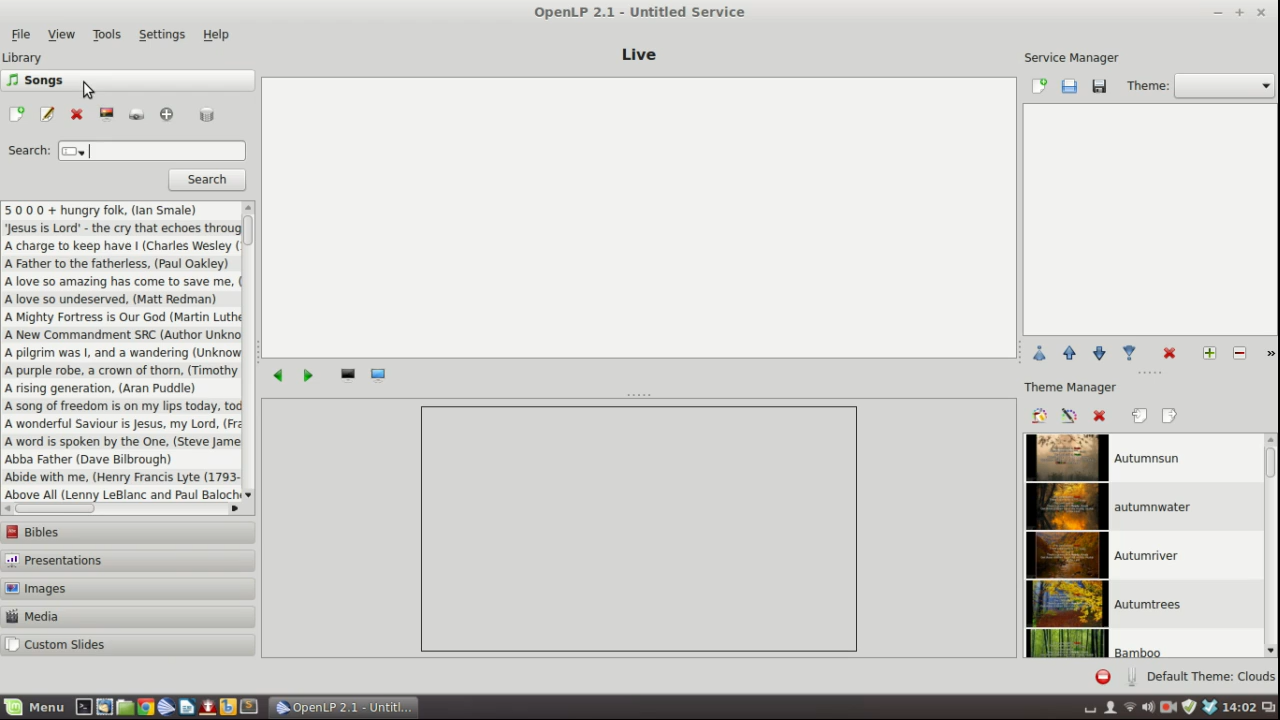 OpenLP 2.1 - Untitled Service
File View Tools Settings Help
Library
Songs
Search:
Search
5 0 0 0 + hungry folk, (Ian Smale)
'Jesus is Lord' - the cry that echoes throug
A charge to keep have I (Charles Wesley (
A Father to the fatherless, (Paul Oakley)
A love so amazing has come to save me, (
A love so undeserved, (Matt Redman)
A Mighty Fortress is Our God (Martin Luthe
A New Commandment SRC (Author Unkno
A pilgrim was I, and a wandering (Unknow
A purple robe, a crown of thorn, (Timothy
A rising generation, (Aran Puddle)
A song of freedom is on my lips today, tod
A wonderful Saviour is Jesus, my Lord, (Fra
A word is spoken by the One, (Steve Jame
Abba Father (Dave Bilbrough)
Abide with me, (Henry Francis Lyte (1793-
Above All (Lenny LeBlanc and Paul Baloche
Bibles
Presentations
Images
Media
Custom Slides
Live
Service Manager
Theme:
»
Theme Manager
Autumnsun
autumnwater
Autumriver
Autumtrees
Bamboo
Default Theme: Clouds
Menu
OpenLP 2.1 - Untitl...
14:02